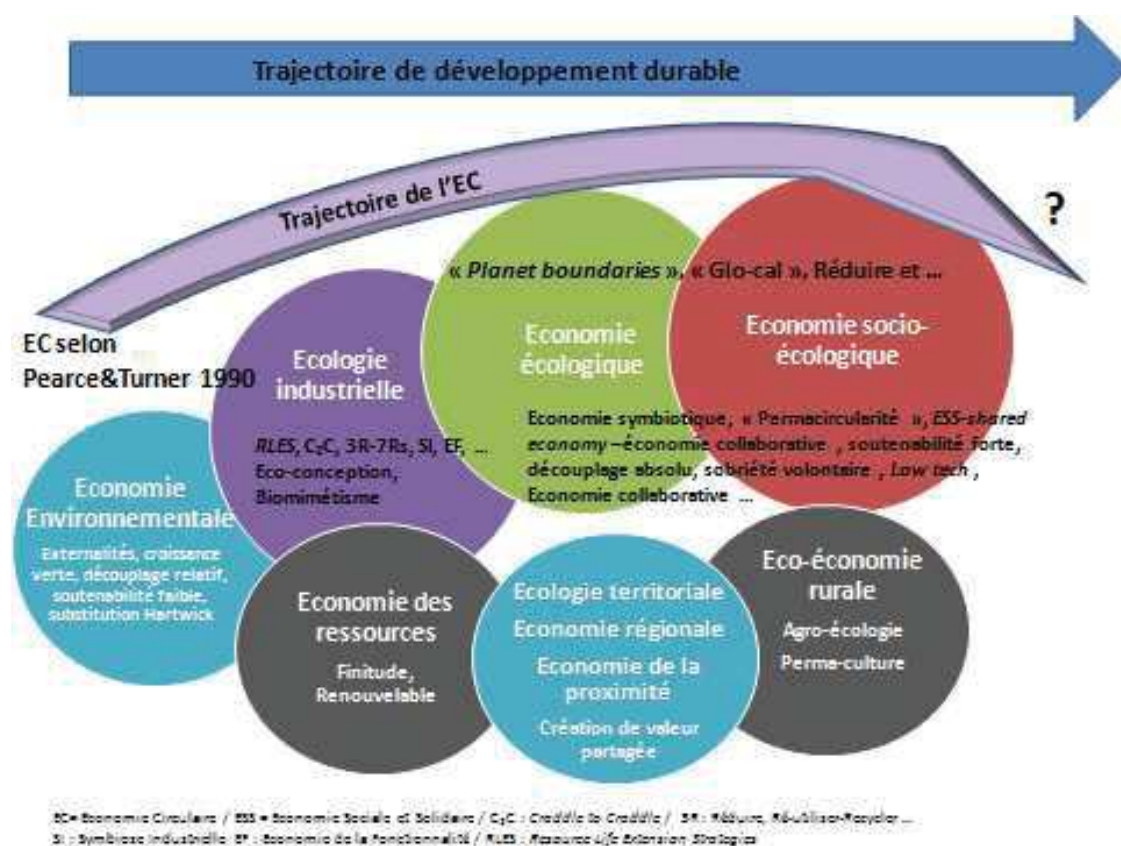 Trajectoire de développement durable
Trajectoire de l'EC
?
« Planet boundaries », « Glo-cal », Réduire et ...
EC selon
Pearce&Turner 1990
Ecologie
industrielle
RLES, C₂C, 3R-7Rs, SI, EF, ...
Eco-conception,
Biomimétisme
Economie
écologique
Economie socio-
écologique
Economie symbiotique, « Permacircularité », ESS-shared
economy –économie collaborative , soutenabilité forte,
découplage absolu, sobriété volontaire , Low tech ,
Economie collaborative ...
Economie
Environnementale
Externalités, croissance
verte, découplage relatif,
soutenabilité faible,
substitution Hartwick
Economie des
ressources
Finitude,
Renouvelable
Ecologie territoriale
Economie régionale
Economie de la
proximité
Création de valeur
partagée
Eco-économie
rurale
Agro-écologie
Perma-culture
EC= Economie Circulaire / ESS = Economie Sociale et Solidaire / C₂C : Craddle to Craddle / 3R : Réduire, Ré-utiliser-Recycler ...
SI : Symbiose Industrielle EF : Economie de la Fonctionnalité / RLES : Resource Life Extension Strategies